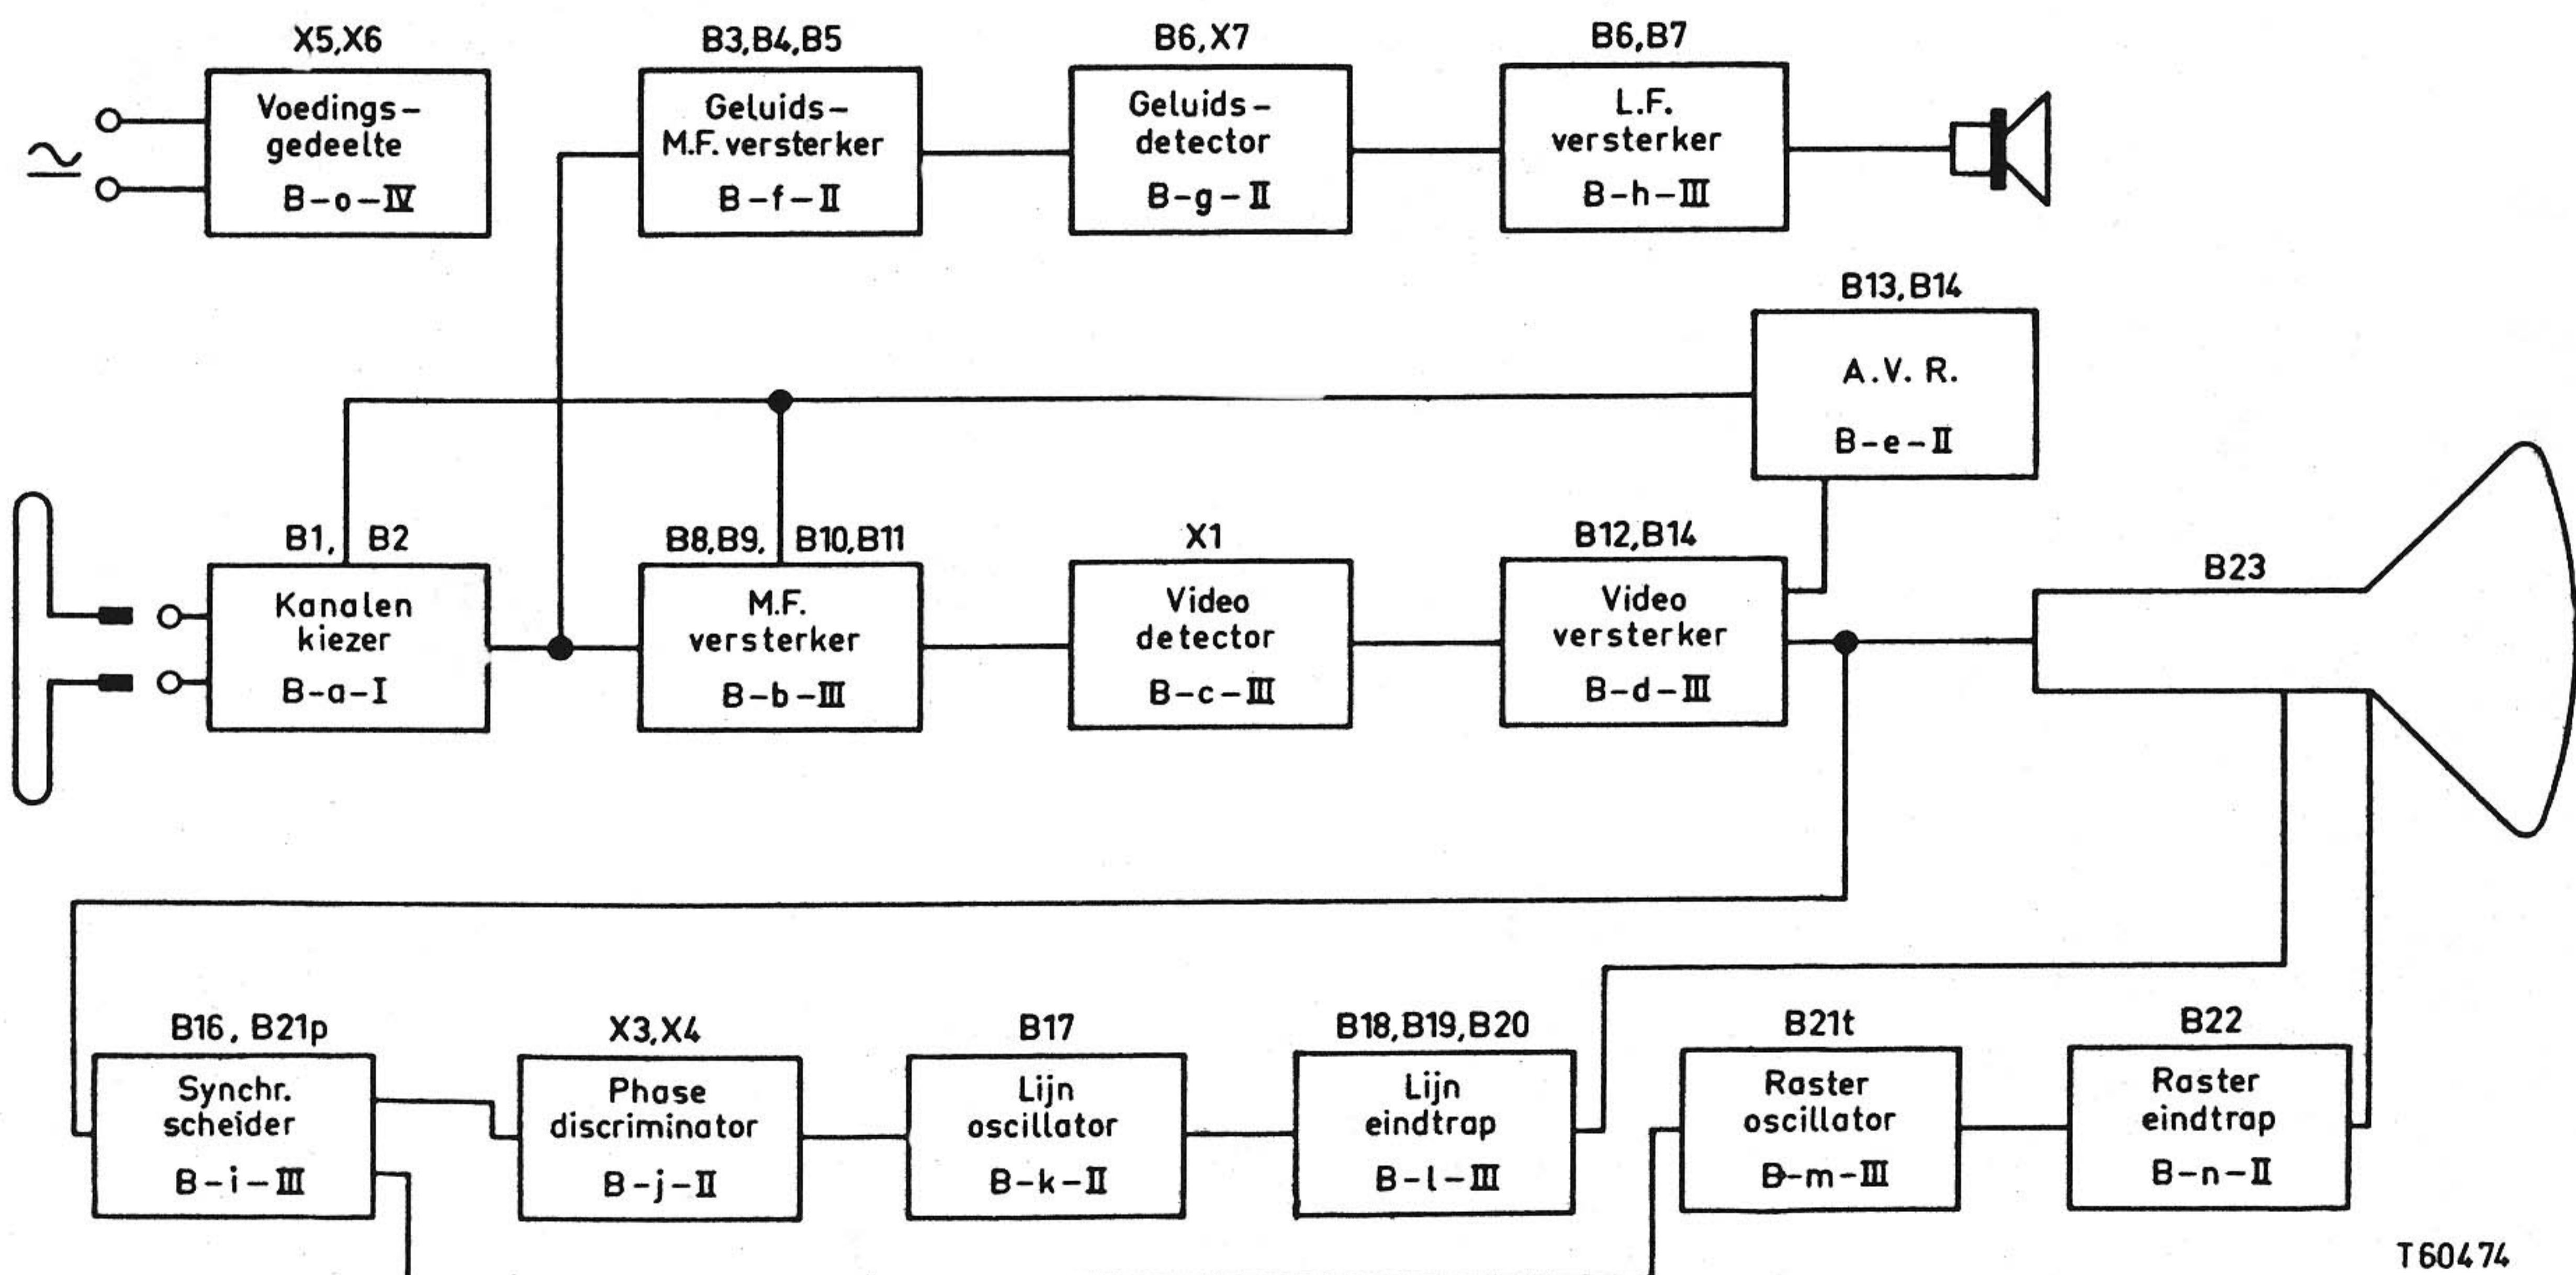 X5,X6
Voedings-
gedeelte
B-o-IV
B3,B4,B5
Geluids-
M.F. versterker
B-f-II
B6,X7
Geluids-
detector
B-g-II
B6,B7
L.F.
versterker
B-h-III
B13,B14
A.V.R.
B-e-II
B1, B2
Kanalen
kiezer
B-a-I
B8,B9, B10,B11
M.F.
versterker
B-b-III
X1
Video
detector
B-c-III
B12,B14
Video
versterker
B-d-III
B23
B16, B21p
Synchr.
scheider
B-i-III
X3,X4
Phase
discriminator
B-j-II
B17
Lijn
oscillator
B-k-II
B18,B19,B20
Lijn
eindtrap
B-l-III
B21t
Raster
oscillator
B-m-III
B22
Raster
eindtrap
B-n-II
T60474